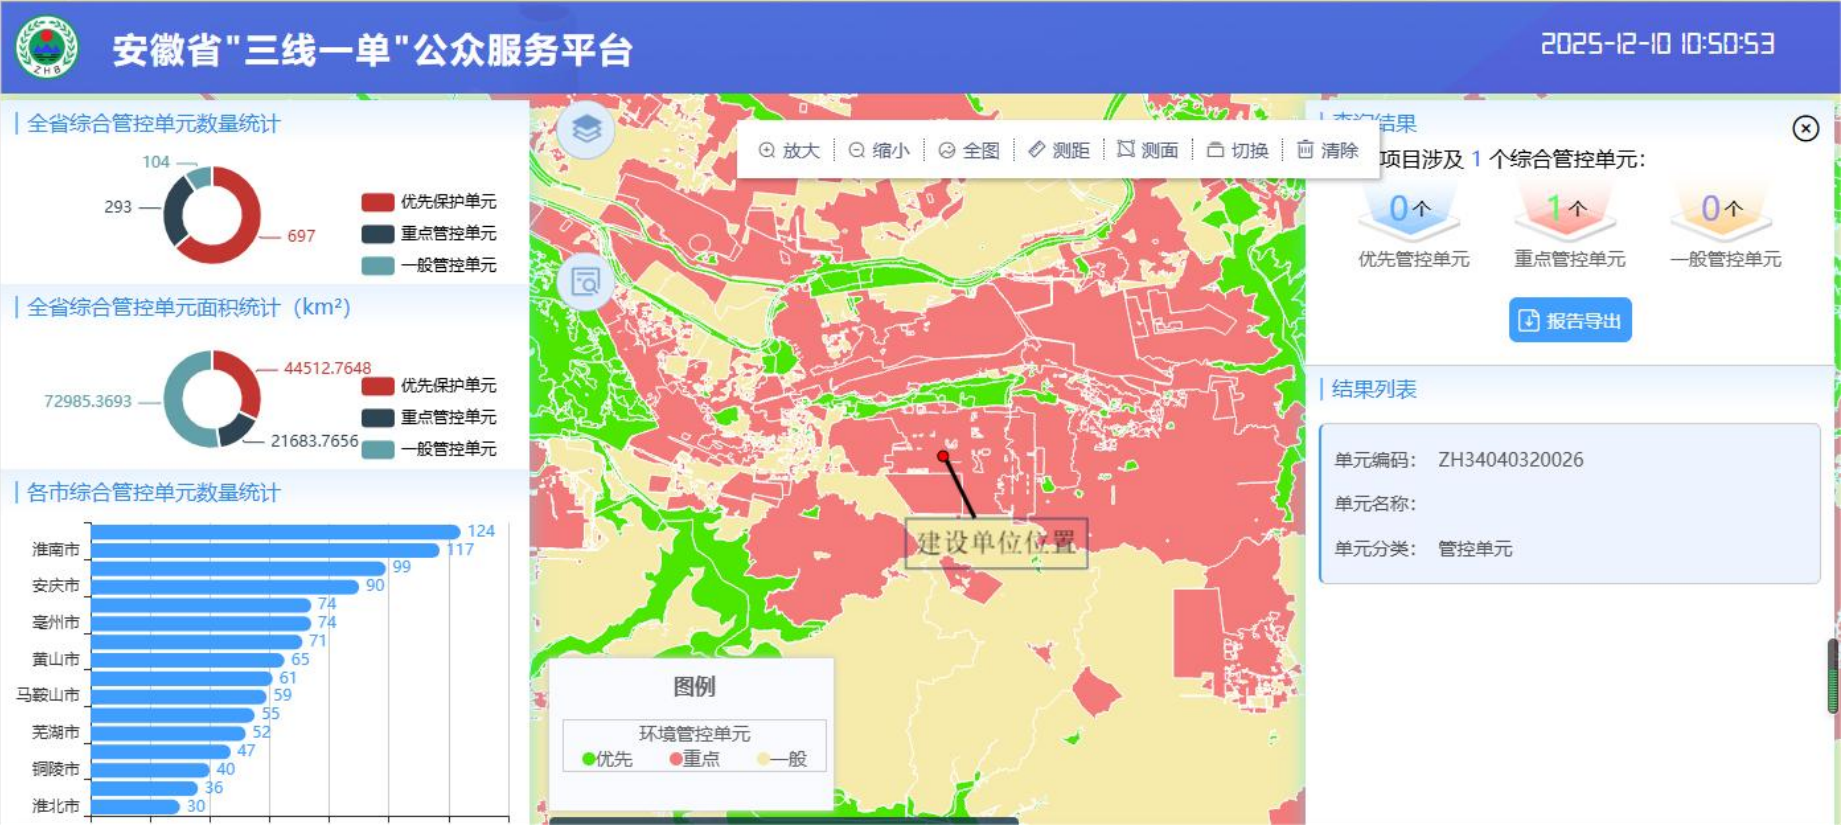 安徽省"三线一单"公众服务平台
2025-12-10 10:50:53
ZHB
全省综合管控单元数量统计
104
293
697
优先保护单元
重点管控单元
一般管控单元
全省综合管控单元面积统计（km²）
44512.7648
72985.3693
21683.7656
优先保护单元
重点管控单元
一般管控单元
各市综合管控单元数量统计
124
淮南市 117
99
安庆市 90
74
亳州市 74
71
黄山市 65
61
马鞍山市 59
55
芜湖市 52
47
铜陵市 40
36
淮北市 30
放大 缩小 全图 测距 测面 切换 清除
建设单位位置
图例
环境管控单元
优先 重点 一般
查询结果
项目涉及 1 个综合管控单元：
0个 1个 0个
优先管控单元 重点管控单元 一般管控单元
报告导出
结果列表
单元编码： ZH34040320026
单元名称：
单元分类： 管控单元